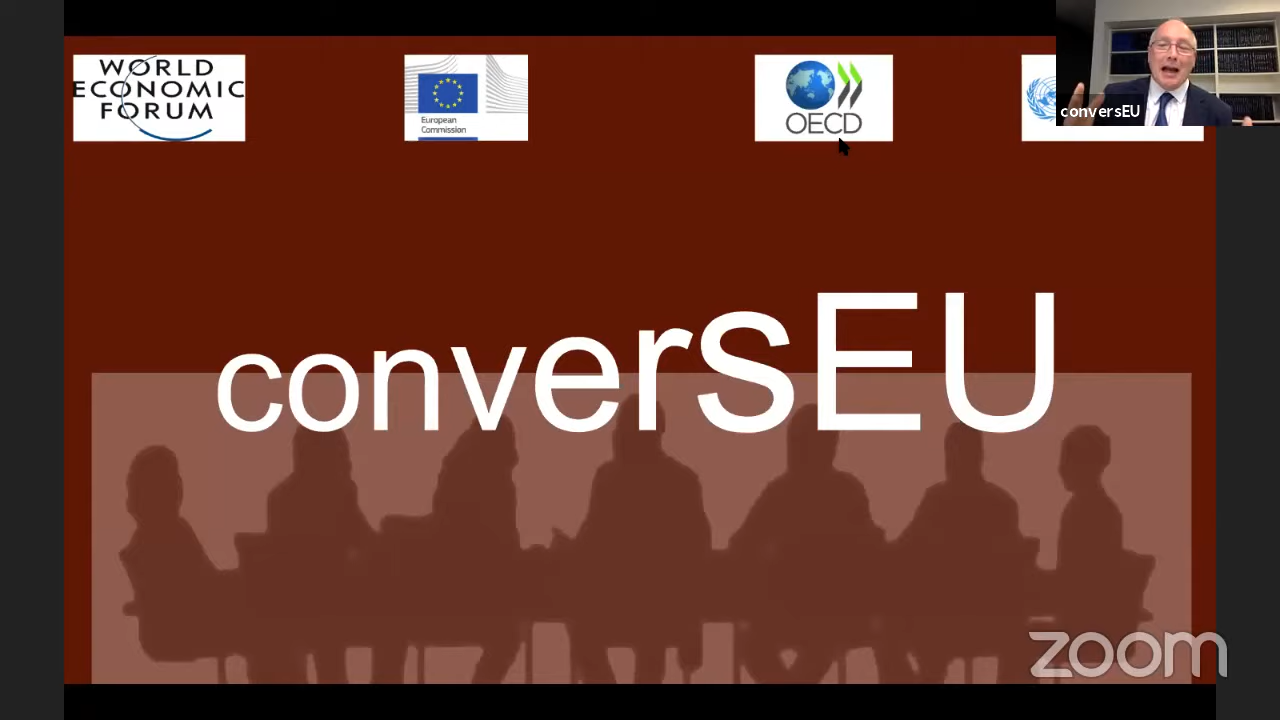 WORLD
ECONOMIC
FORUM
European
Commission
OECD
conversEU
conversEU
zoom